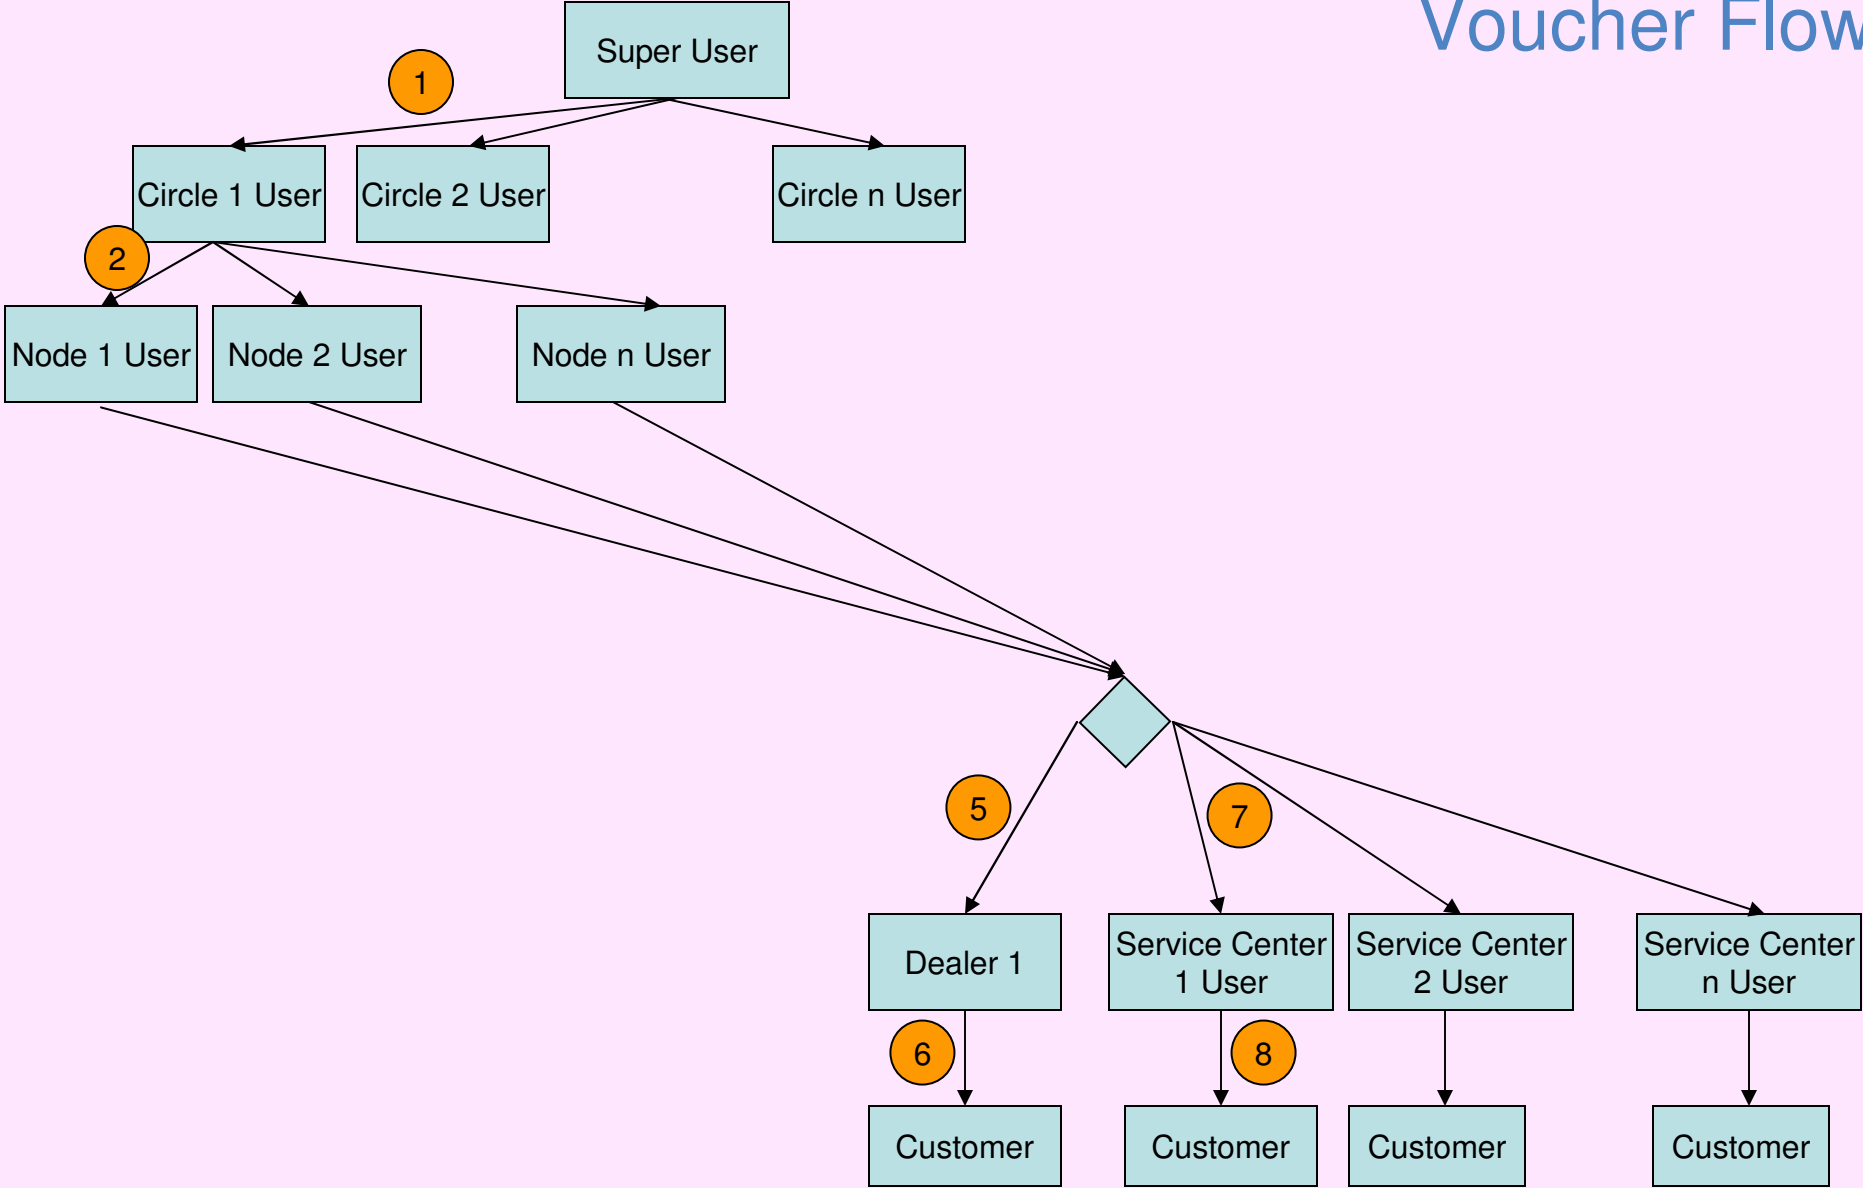 Voucher Flow
Super User
1
Circle 1 User
Circle 2 User
Circle n User
2
Node 1 User
Node 2 User
Node n User
5
7
Dealer 1
Service Center
1 User
Service Center
2 User
Service Center
n User
6
8
Customer
Customer
Customer
Customer